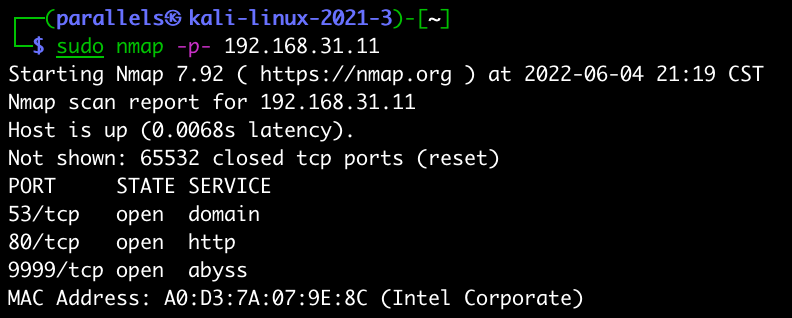 ┌──(parallels㉿kali-linux-2021-3)-[~]
└─$ sudo nmap -p- 192.168.31.11
Starting Nmap 7.92 ( https://nmap.org ) at 2022-06-04 21:19 CST
Nmap scan report for 192.168.31.11
Host is up (0.0068s latency).
Not shown: 65532 closed tcp ports (reset)
PORT     STATE SERVICE
53/tcp   open  domain
80/tcp   open  http
9999/tcp open  abyss
MAC Address: A0:D3:7A:07:9E:8C (Intel Corporate)